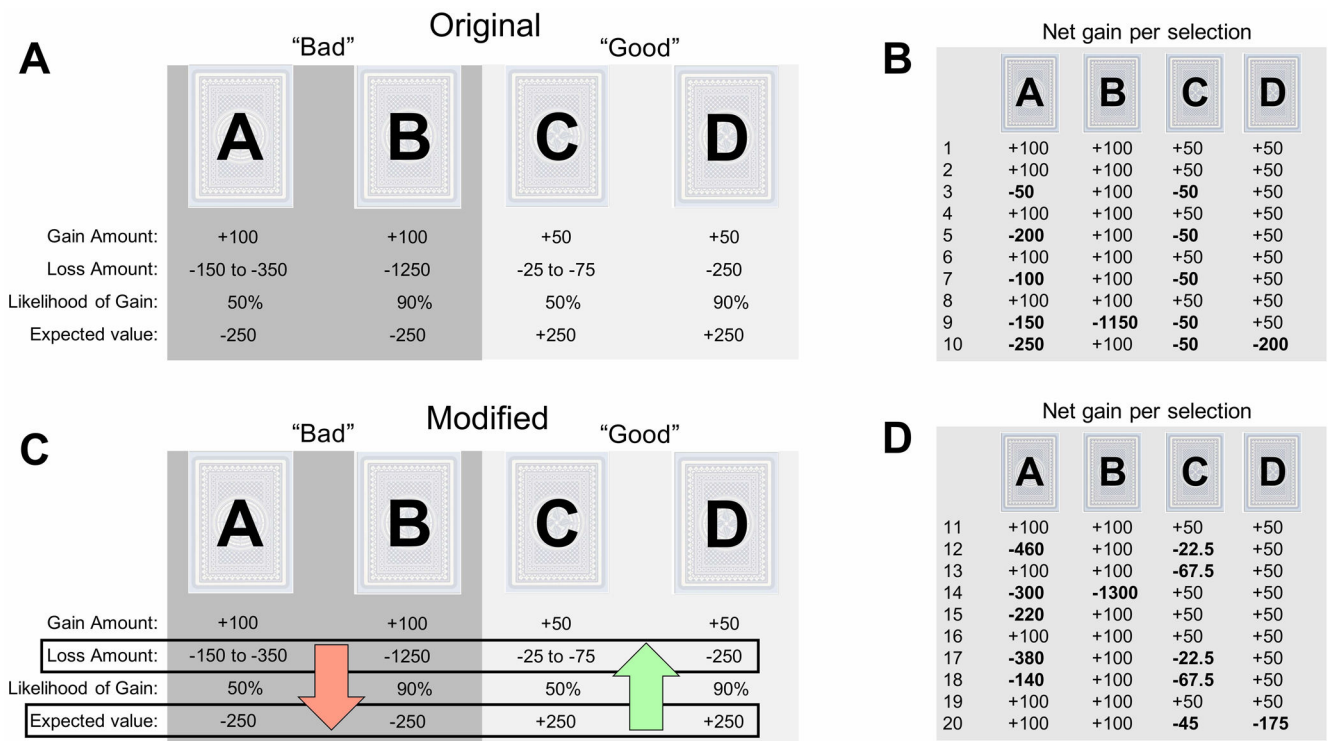 A
Original
“Bad”
“Good”
A B C D
Gain Amount: +100 +100 +50 +50
Loss Amount: -150 to -350 -1250 -25 to -75 -250
Likelihood of Gain: 50% 90% 50% 90%
Expected value: -250 -250 +250 +250
B
Net gain per selection
A B C D
1 +100 +100 +50 +50
2 +100 +100 +50 +50
3 -50 +100 -50 +50
4 +100 +100 +50 +50
5 -200 +100 -50 +50
6 +100 +100 +50 +50
7 -100 +100 -50 +50
8 +100 +100 +50 +50
9 -150 -1150 -50 +50
10 -250 +100 -50 -200
C
Modified
“Bad”
“Good”
A B C D
Gain Amount: +100 +100 +50 +50
Loss Amount: -150 to -350 -1250 -25 to -75 -250
Likelihood of Gain: 50% 90% 50% 90%
Expected value: -250 -250 +250 +250
D
Net gain per selection
A B C D
11 +100 +100 +50 +50
12 -460 +100 -22.5 +50
13 +100 +100 -67.5 +50
14 -300 -1300 +50 +50
15 -220 +100 +50 +50
16 +100 +100 +50 +50
17 -380 +100 -22.5 +50
18 -140 +100 -67.5 +50
19 +100 +100 +50 +50
20 +100 +100 -45 -175